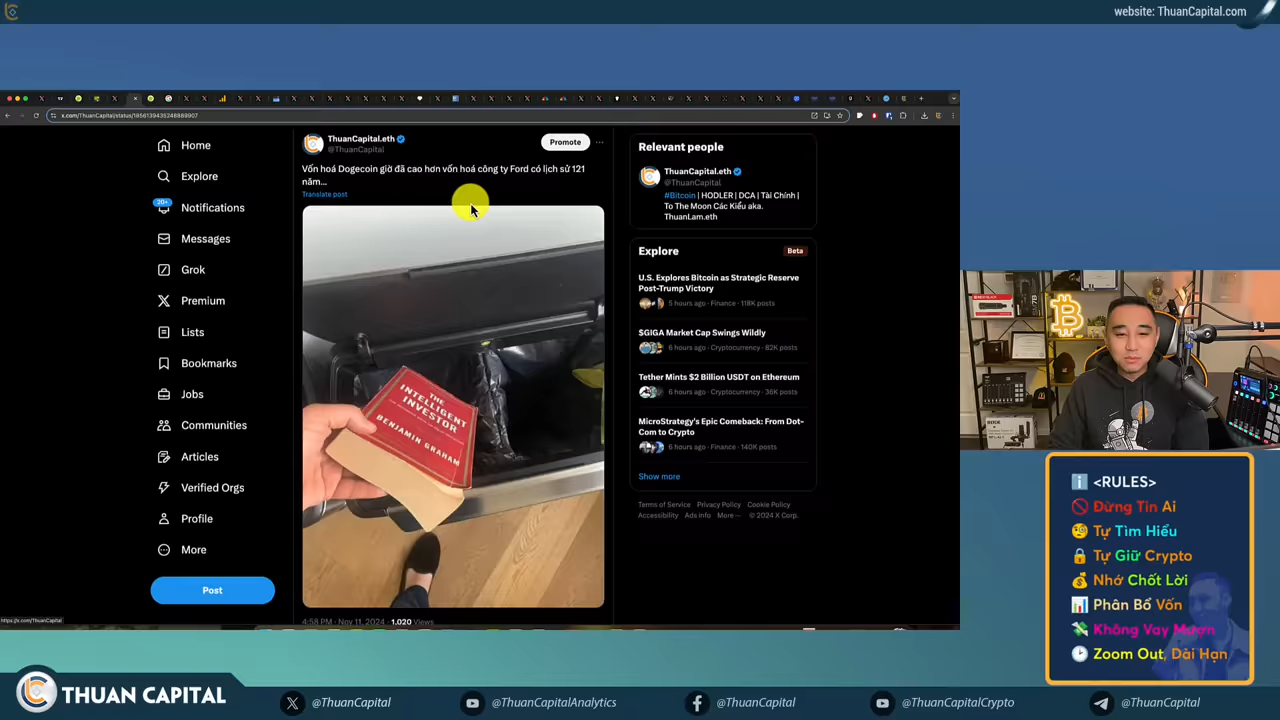 website: ThuanCapital.com
x.com/ThuanCapital/status/1856139435248889907
Home
Explore
20+
Notifications
Messages
Grok
Premium
Lists
Bookmarks
Jobs
Communities
Articles
Verified Orgs
Profile
More
Post
https://x.com/ThuanCapital
ThuanCapital.eth
@ThuanCapital
Promote
Vốn hoá Dogecoin giờ đã cao hơn vốn hoá công ty Ford có lịch sử 121
năm...
Translate post
THE
INTELLIGENT
INVESTOR
BENJAMIN GRAHAM
4:58 PM · Nov 11, 2024 · 1,020 Views
Relevant people
ThuanCapital.eth
@ThuanCapital
#Bitcoin | HODLER | DCA | Tài Chính |
To The Moon Các Kiểu aka.
ThuanLam.eth
Explore
Beta
U.S. Explores Bitcoin as Strategic Reserve
Post-Trump Victory
5 hours ago · Finance · 118K posts
$GIGA Market Cap Swings Wildly
6 hours ago · Cryptocurrency · 82K posts
Tether Mints $2 Billion USDT on Ethereum
6 hours ago · Cryptocurrency · 36K posts
MicroStrategy's Epic Comeback: From Dot-
Com to Crypto
6 hours ago · Finance · 140K posts
Show more
Terms of Service Privacy Policy Cookie Policy
Accessibility Ads info More ··· © 2024 X Corp.
RODE
<RULES>
Đừng Tin Ai
Tự Tìm Hiểu
Tự Giữ Crypto
Nhớ Chốt Lời
Phân Bổ Vốn
Không Vay Mượn
Zoom Out, Dài Hạn
THUAN CAPITAL
@ThuanCapital
@ThuanCapitalAnalytics
@ThuanCapital
@ThuanCapitalCrypto
@ThuanCapital